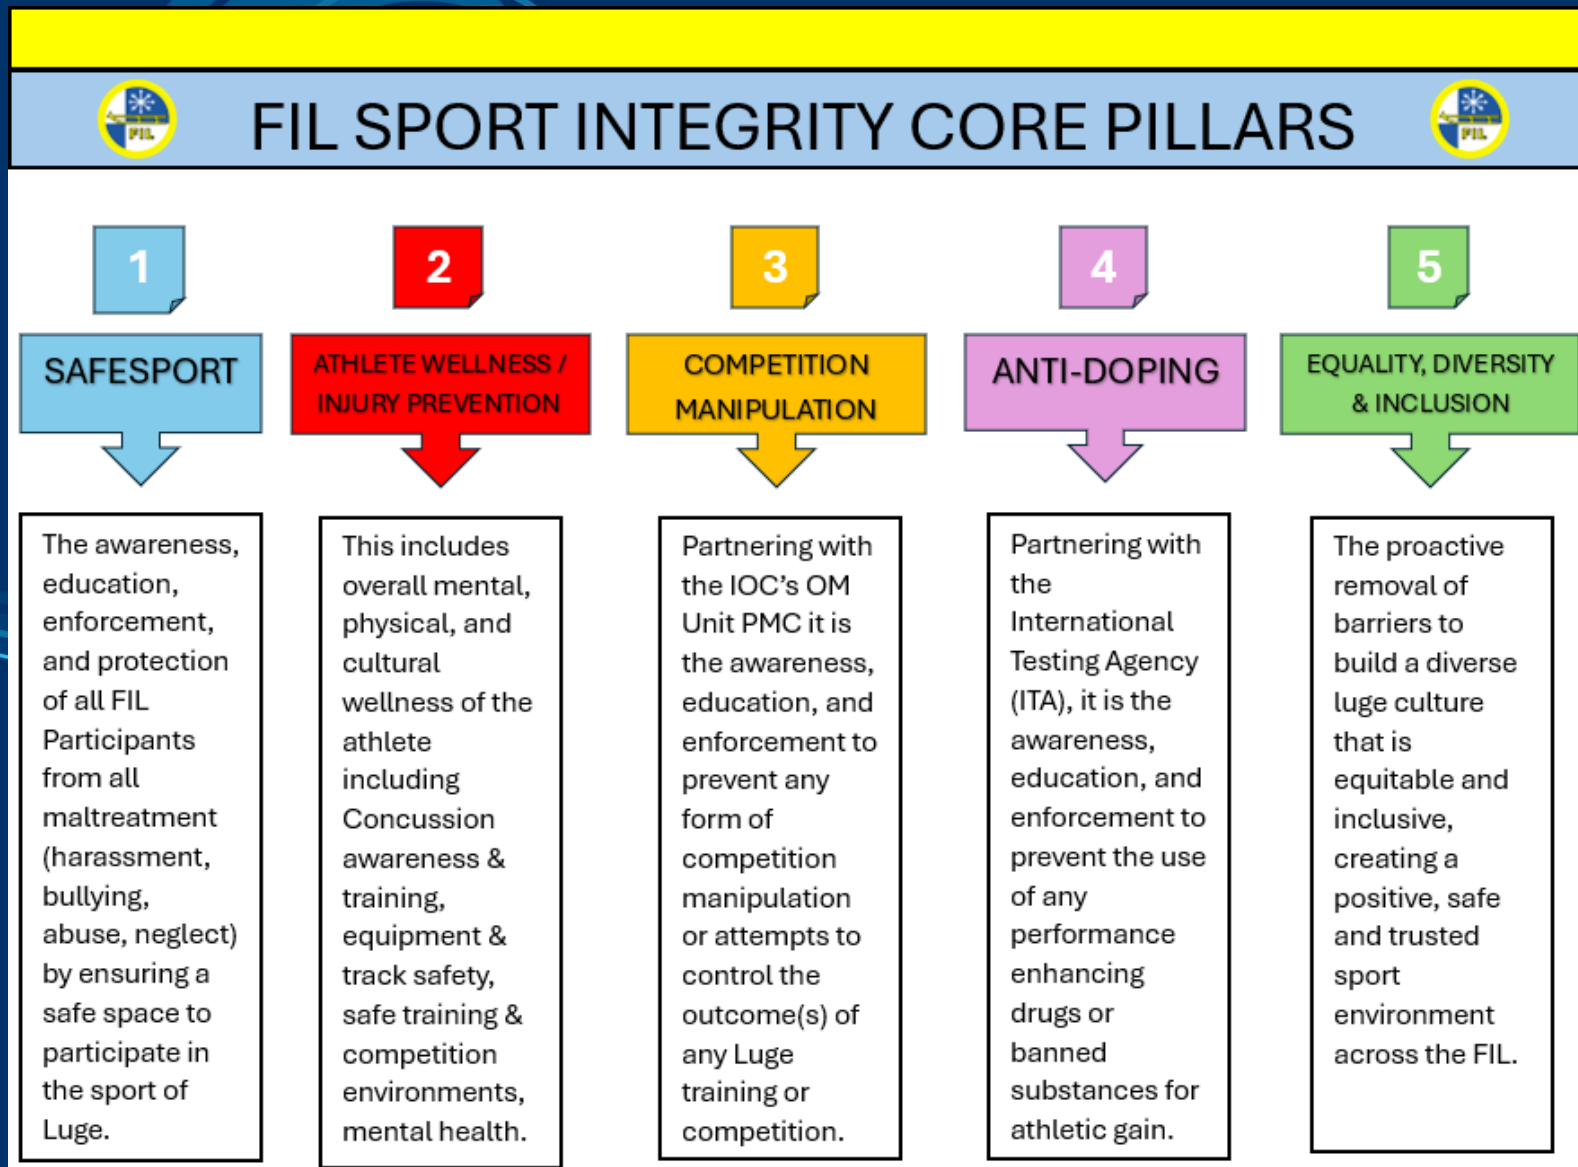 FIL SPORT INTEGRITY CORE PILLARS
FIL
FIL
1
SAFESPORT
The awareness,
education,
enforcement,
and protection
of all FIL
Participants
from all
maltreatment
(harassment,
bullying,
abuse, neglect)
by ensuring a
safe space to
participate in
the sport of
Luge.
2
ATHLETE WELLNESS /
INJURY PREVENTION
This includes
overall mental,
physical, and
cultural
wellness of the
athlete
including
Concussion
awareness &
training,
equipment &
track safety,
safe training &
competition
environments,
mental health.
3
COMPETITION
MANIPULATION
Partnering with
the IOC’s OM
Unit PMC it is
the awareness,
education, and
enforcement to
prevent any
form of
competition
manipulation
or attempts to
control the
outcome(s) of
any Luge
training or
competition.
4
ANTI-DOPING
Partnering with
the
International
Testing Agency
(ITA), it is the
awareness,
education, and
enforcement to
prevent the use
of any
performance
enhancing
drugs or
banned
substances for
athletic gain.
5
EQUALITY, DIVERSITY
& INCLUSION
The proactive
removal of
barriers to
build a diverse
luge culture
that is
equitable and
inclusive,
creating a
positive, safe
and trusted
sport
environment
across the FIL.